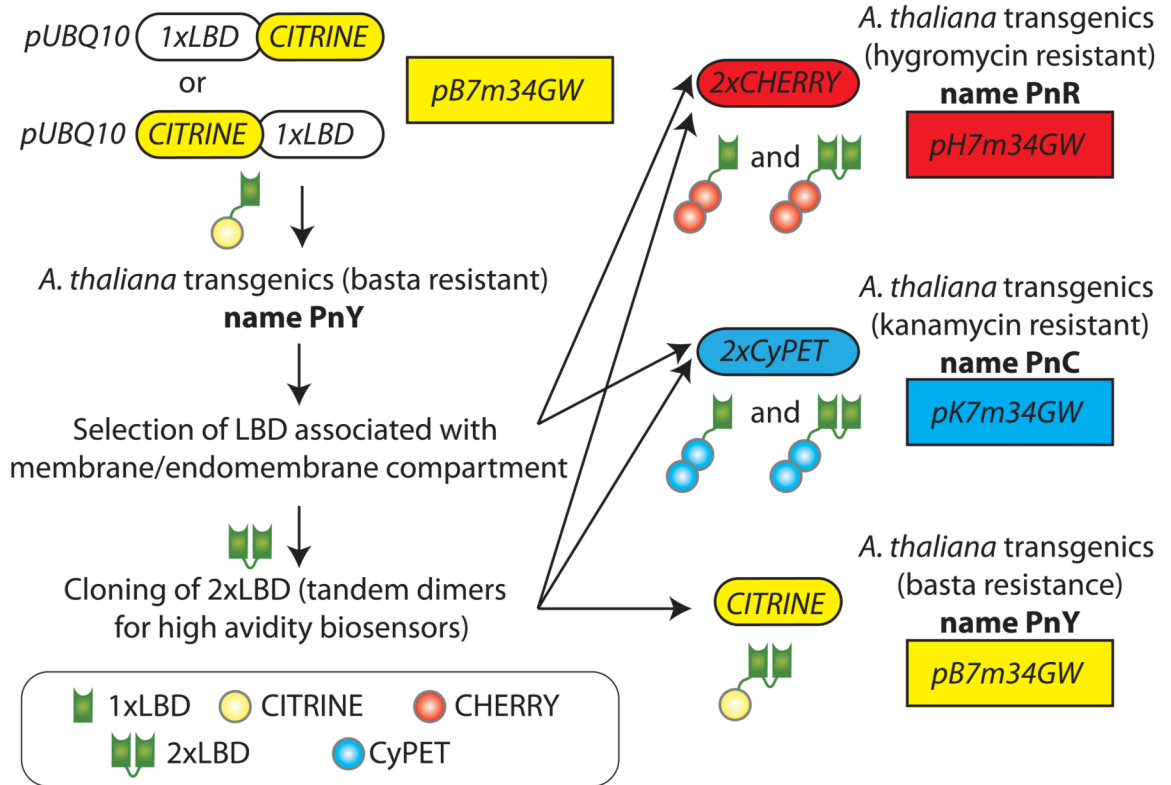 pUBQ10 1xLBD CITRINE
or
pUBQ10 CITRINE 1xLBD
pB7m34GW
A. thaliana transgenics (basta resistant)
name PnY
Selection of LBD associated with
membrane/endomembrane compartment
Cloning of 2xLBD (tandem dimers
for high avidity biosensors)
2xCHERRY
and
A. thaliana transgenics
(hygromycin resistant)
name PnR
pH7m34GW
2xCyPET
and
A. thaliana transgenics
(kanamycin resistant)
name PnC
pK7m34GW
CITRINE
A. thaliana transgenics
(basta resistance)
name PnY
pB7m34GW
1xLBD CITRINE CHERRY
2xLBD CyPET